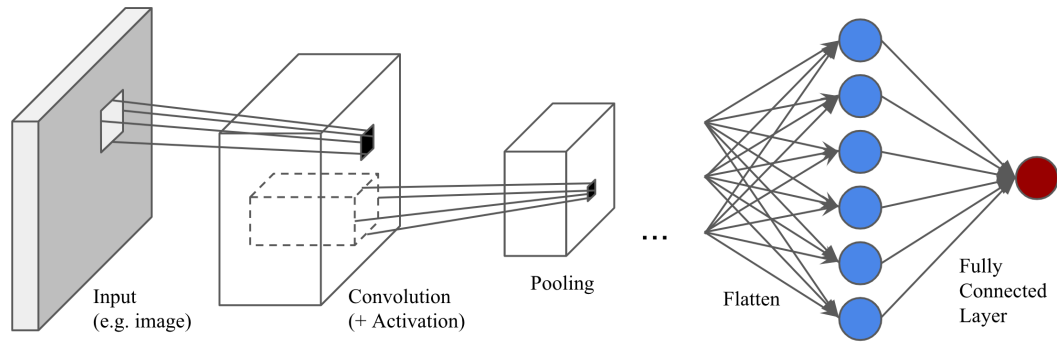 Input
(e.g. image)
Convolution
(+ Activation)
Pooling
...
Flatten
Fully
Connected
Layer